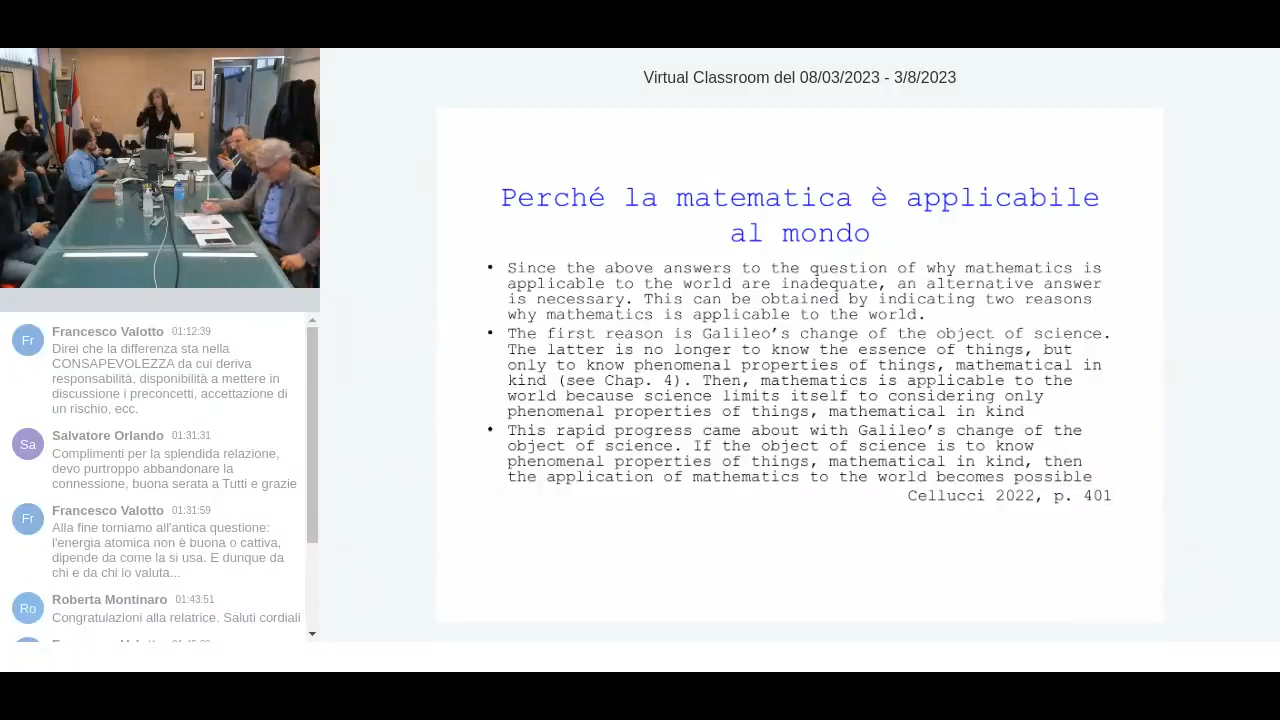 Virtual Classroom del 08/03/2023 - 3/8/2023
Perché la matematica è applicabile
al mondo
• Since the above answers to the question of why mathematics is
applicable to the world are inadequate, an alternative answer
is necessary. This can be obtained by indicating two reasons
why mathematics is applicable to the world.
• The first reason is Galileo’s change of the object of science.
The latter is no longer to know the essence of things, but
only to know phenomenal properties of things, mathematical in
kind (see Chap. 4). Then, mathematics is applicable to the
world because science limits itself to considering only
phenomenal properties of things, mathematical in kind
• This rapid progress came about with Galileo’s change of the
object of science. If the object of science is to know
phenomenal properties of things, mathematical in kind, then
the application of mathematics to the world becomes possible
Cellucci 2022, p. 401
Fr
Francesco Valotto 01:12:39
Direi che la differenza sta nella
CONSAPEVOLEZZA da cui deriva
responsabilità, disponibilità a mettere in
discussione i preconcetti, accettazione di
un rischio, ecc.
Sa
Salvatore Orlando 01:31:31
Complimenti per la splendida relazione,
devo purtroppo abbandonare la
connessione, buona serata a Tutti e grazie
Fr
Francesco Valotto 01:31:59
Alla fine torniamo all'antica questione:
l'energia atomica non è buona o cattiva,
dipende da come la si usa. E dunque da
chi e da chi lo valuta...
Ro
Roberta Montinaro 01:43:51
Congratulazioni alla relatrice. Saluti cordiali